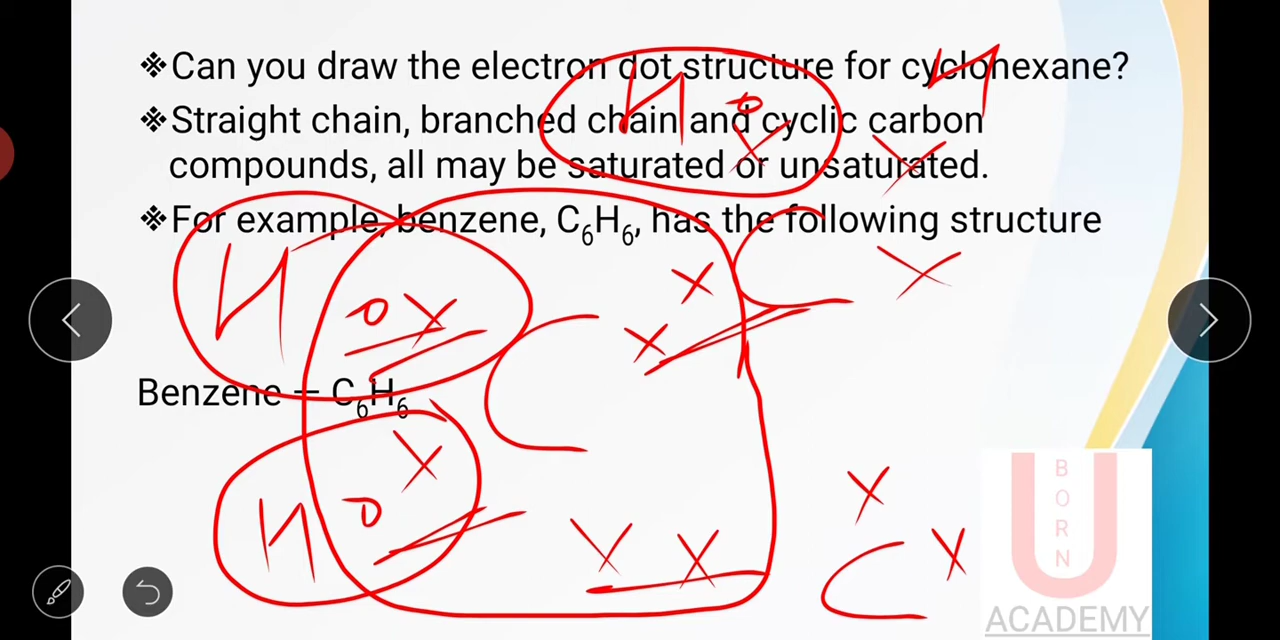 ❖Can you draw the electron dot structure for cyclohexane?
❖Straight chain, branched chain and cyclic carbon
compounds, all may be saturated or unsaturated.
❖For example, benzene, C₆H₆, has the following structure
H o x
H
x
x
H o x
C
x
x
C
x
Benzene – C₆H₆
H o x
x x
x
C x
U
BORN
ACADEMY